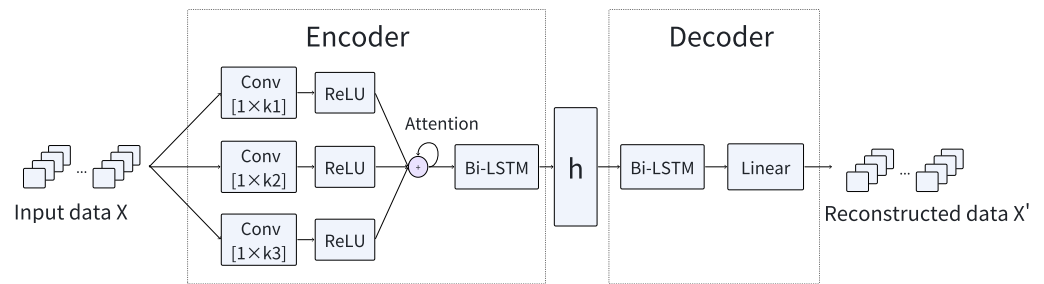 Encoder
Decoder
Conv
[1×k1]
ReLU
Attention
Conv
[1×k2]
ReLU
+
Bi-LSTM
h
Bi-LSTM
Linear
...
...
Input data X
Reconstructed data X'
Conv
[1×k3]
ReLU